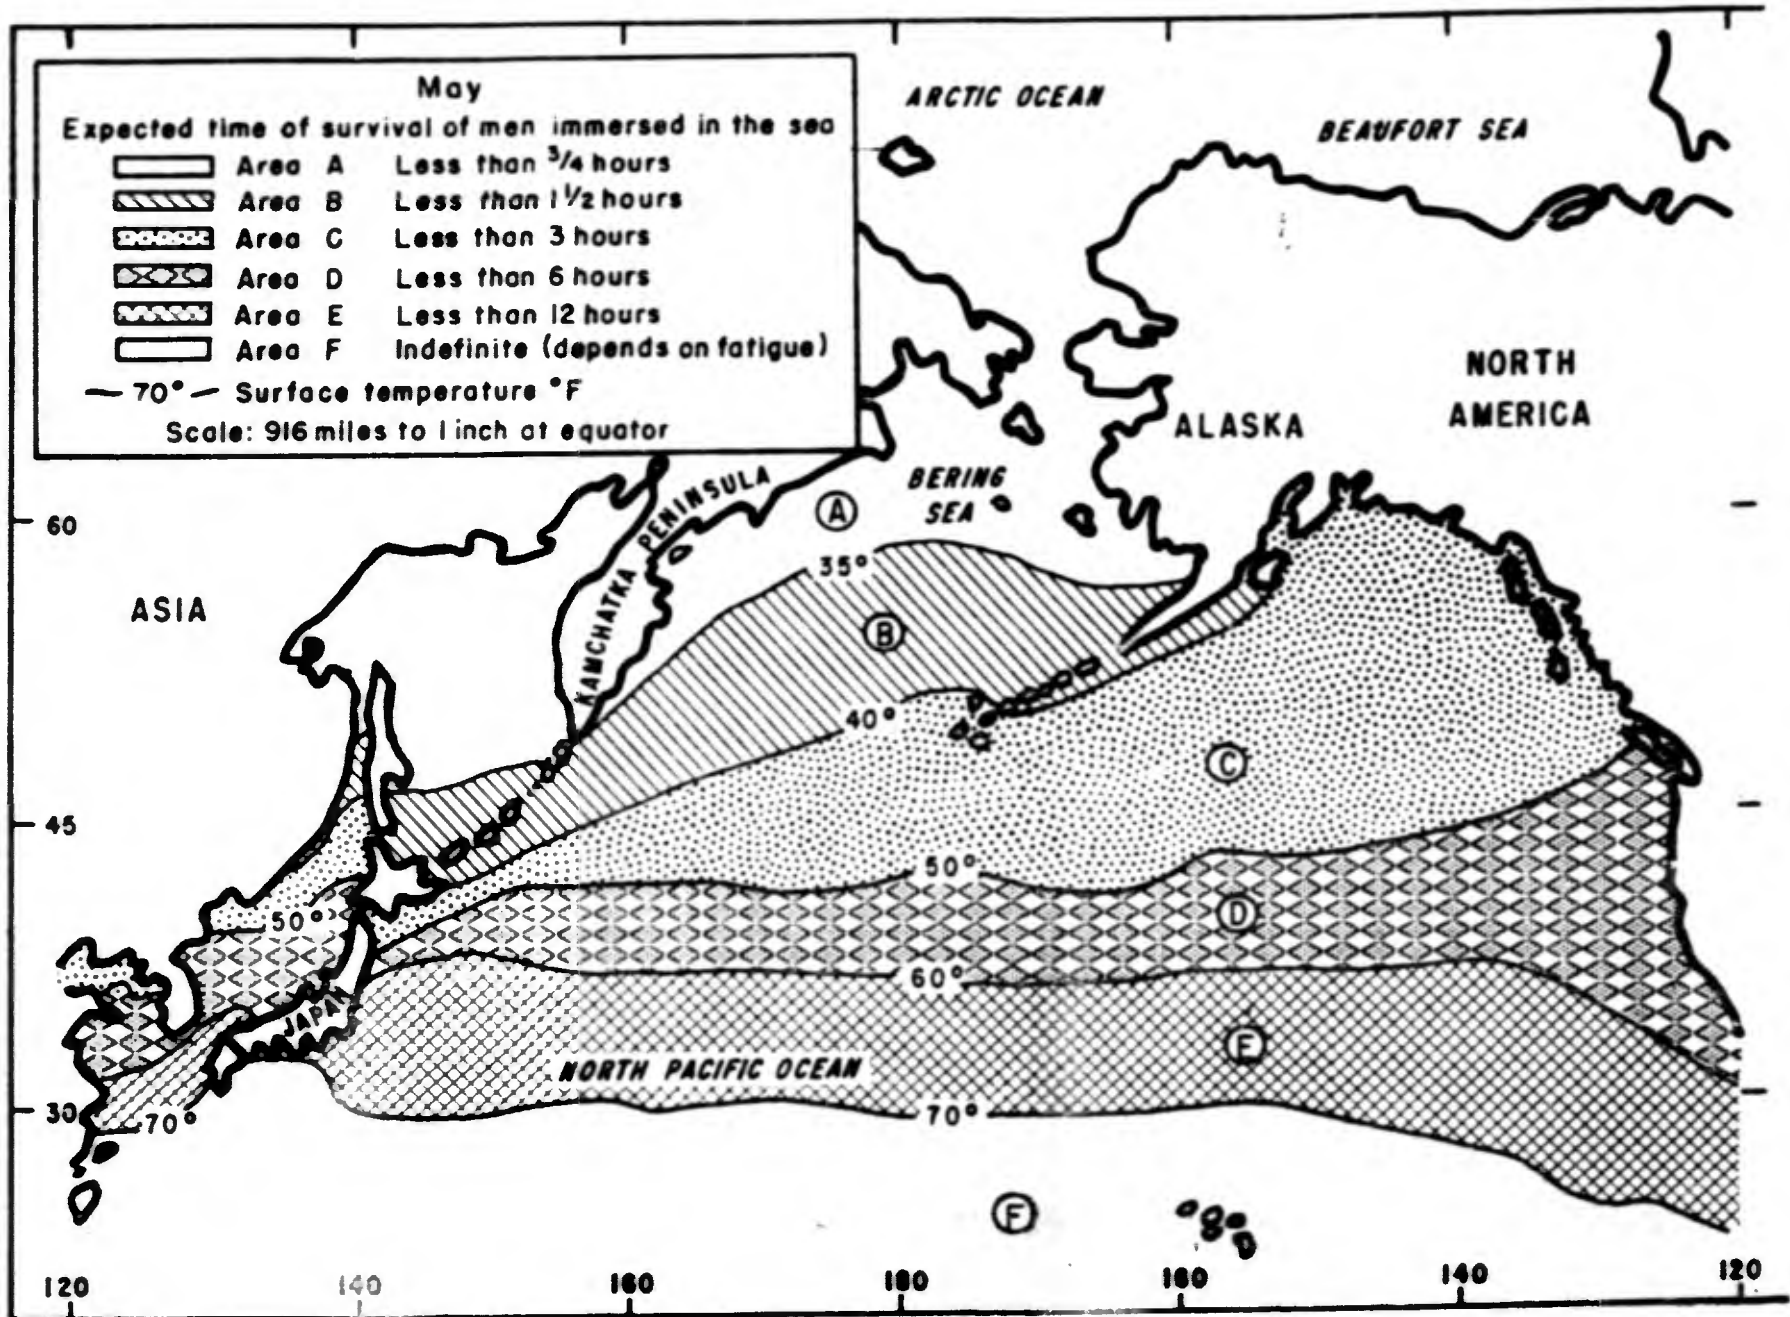 May
Expected time of survival of men immersed in the sea
Area A Less than 3/4 hours
Area B Less than 1 1/2 hours
Area C Less than 3 hours
Area D Less than 6 hours
Area E Less than 12 hours
Area F Indefinite (depends on fatigue)
— 70° — Surface temperature °F
Scale: 916 miles to 1 inch at equator
ARCTIC OCEAN
BEAUFORT SEA
NORTH
AMERICA
ALASKA
BERING
SEA
KAMCHATKA PENINSULA
ASIA
JAPAN
NORTH PACIFIC OCEAN
A
35°
B
40°
C
50°
50°
D
60°
E
70°
70°
F
60
45
30
120
140
160
180
160
140
120